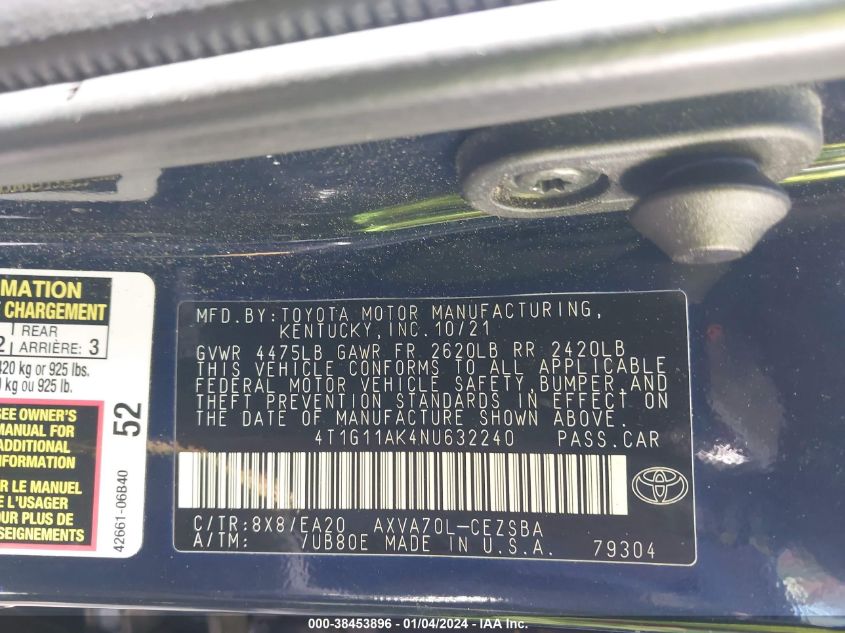 MATION
CHARGEMENT
REAR
2 ARRIÈRE: 3
420 kg or 925 lbs.
kg ou 925 lb.
SEE OWNER'S
MANUAL FOR
ADDITIONAL
INFORMATION
R LE MANUEL
L'USAGER
OUR PLUS DE
SEIGNEMENTS
52
42661-06B40
MFD. BY: TOYOTA MOTOR MANUFACTURING,
KENTUCKY, INC. 10/21
GVWR 4475LB GAWR FR 2620LB RR 2420LB
THIS VEHICLE CONFORMS TO ALL APPLICABLE
FEDERAL MOTOR VEHICLE SAFETY, BUMPER, AND
THEFT PREVENTION STANDARDS IN EFFECT ON
THE DATE OF MANUFACTURE SHOWN ABOVE.
4T1G11AK4NU632240 PASS.CAR
C/TR: 8X8/EA20 AXVA70L-CEZSBA
A/TM: /UB80E MADE IN U.S.A. 79304
000-38453896 - 01/04/2024 - IAA Inc.